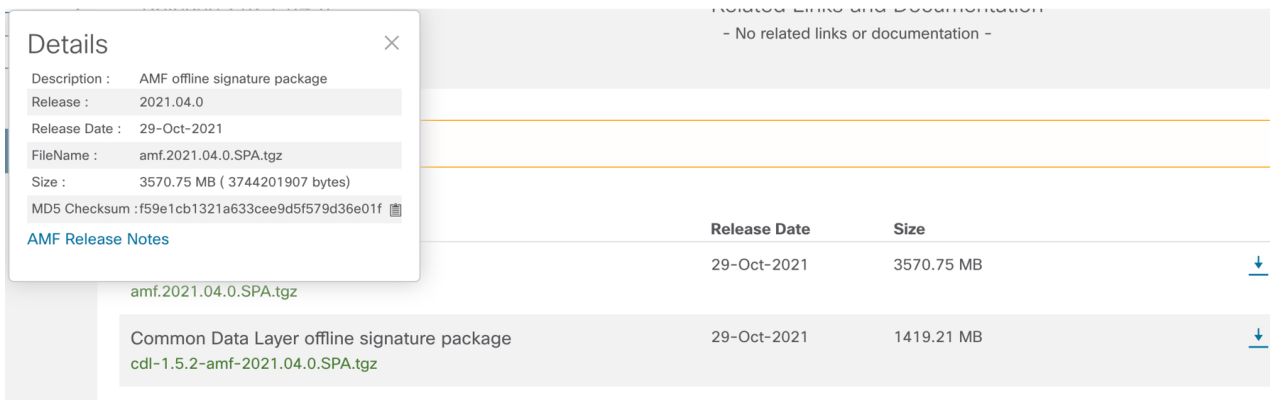 Related Links and Documentation
- No related links or documentation -
Details
Description : AMF offline signature package
Release : 2021.04.0
Release Date : 29-Oct-2021
FileName : amf.2021.04.0.SPA.tgz
Size : 3570.75 MB ( 3744201907 bytes)
MD5 Checksum :f59e1cb1321a633cee9d5f579d36e01f
AMF Release Notes
Release Date Size
29-Oct-2021 3570.75 MB
amf.2021.04.0.SPA.tgz
Common Data Layer offline signature package 29-Oct-2021 1419.21 MB
cdl-1.5.2-amf-2021.04.0.SPA.tgz